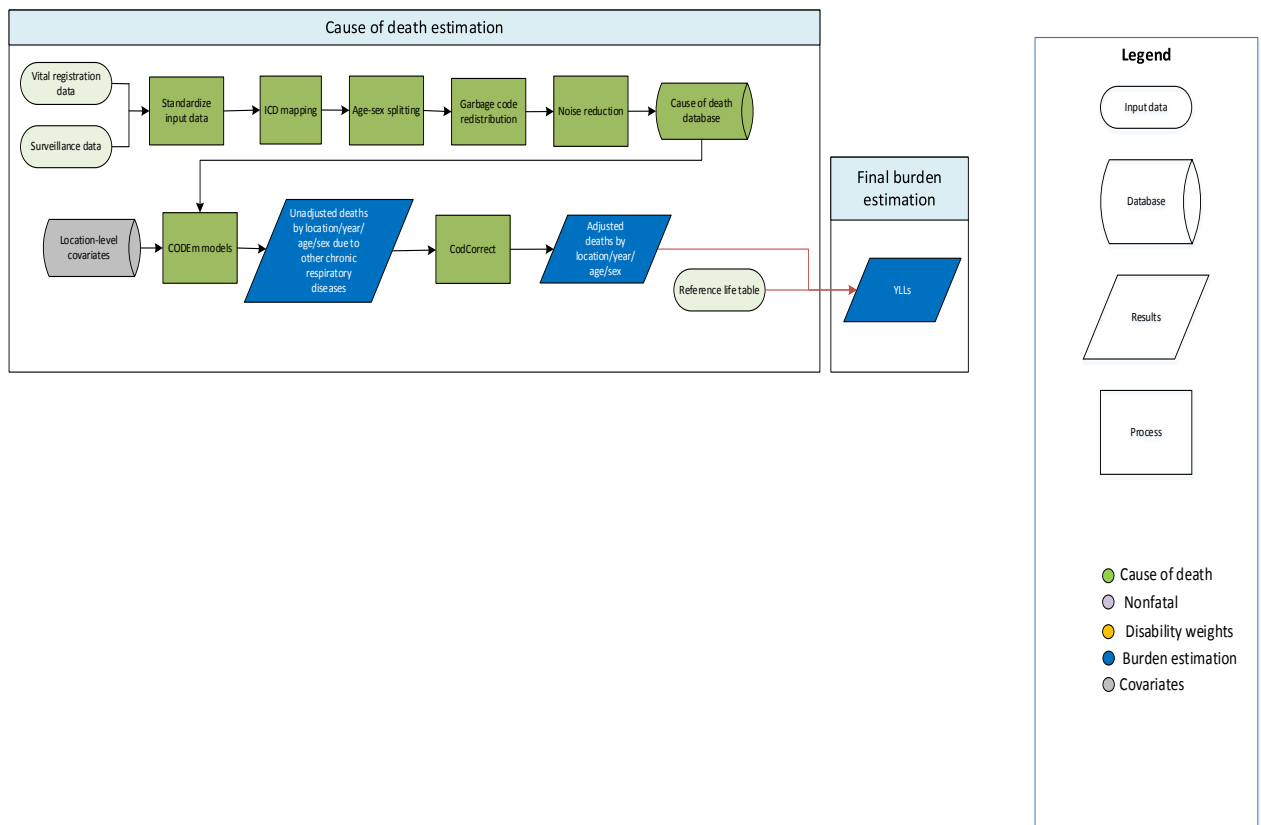 Cause of death estimation
Vital registration
data
Surveillance data
Standardize
input data
ICD mapping
Age-sex splitting
Garbage code
redistribution
Noise reduction
Cause of death
database
Location-level
covariates
CODEm models
Unadjusted deaths
by location/year/
age/sex due to
other chronic
respiratory
diseases
CodCorrect
Adjusted
deaths by
location/year/
age/sex
Reference life table
Final burden
estimation
YLLs
Legend
Input data
Database
Results
Process
Cause of death
Nonfatal
Disability weights
Burden estimation
Covariates